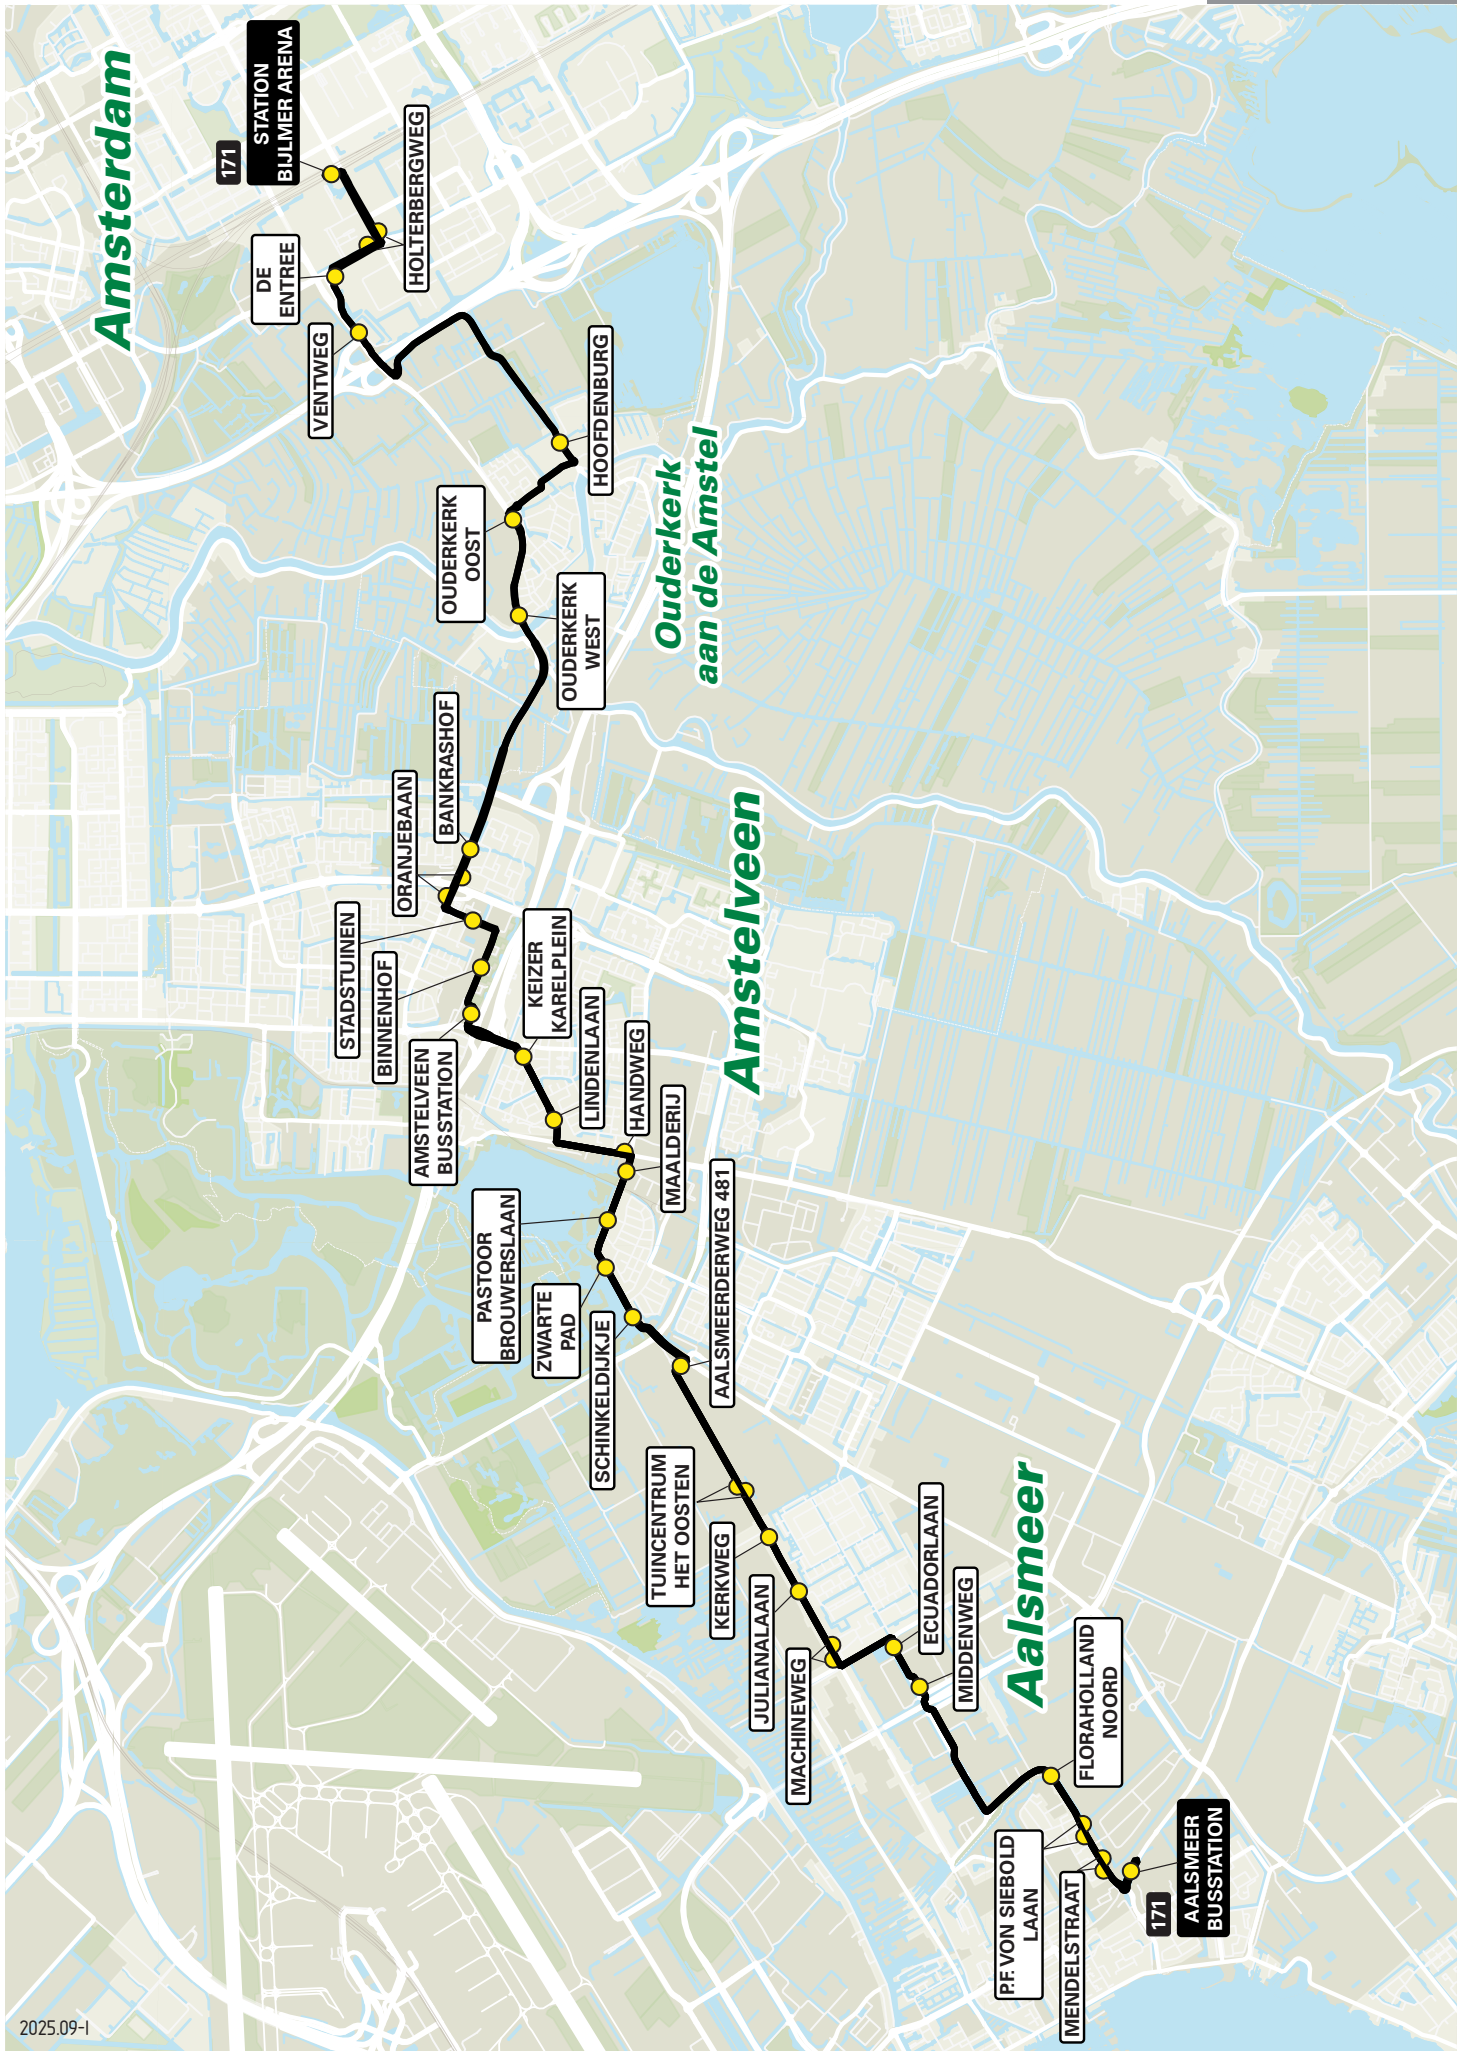 Amsterdam
171
STATION
BIJLMER ARENA
HOLTERBERGWEG
DE
ENTREE
VENTWEG
HOOFDENBURG
OUDERKERK
OOST
Ouderkerk
aan de Amstel
OUDERKERK
WEST
BANKRASHOF
ORANJEBAAN
STADSTUINEN
BINNENHOF
AMSTELVEEN
BUSSTATION
Amstelveen
KEIZER
KARELPLEIN
LINDENLAAN
HANDWEG
MAALDERIJ
PASTOOR
BROUWERSLAAN
ZWARTE
PAD
SCHINKELDIJKJE
AALSMEERDERWEG 481
TUINCENTRUM
HET OOSTEN
KERKWEG
JULIANALAAN
MACHINEWEG
ECUADORLAAN
MIDDENWEG
Aalsmeer
FLORAHOLLAND
NOORD
P.F. VON SIEBOLD
LAAN
MENDELSTRAAT
171
AALSMEER
BUSSTATION
2025.09-I